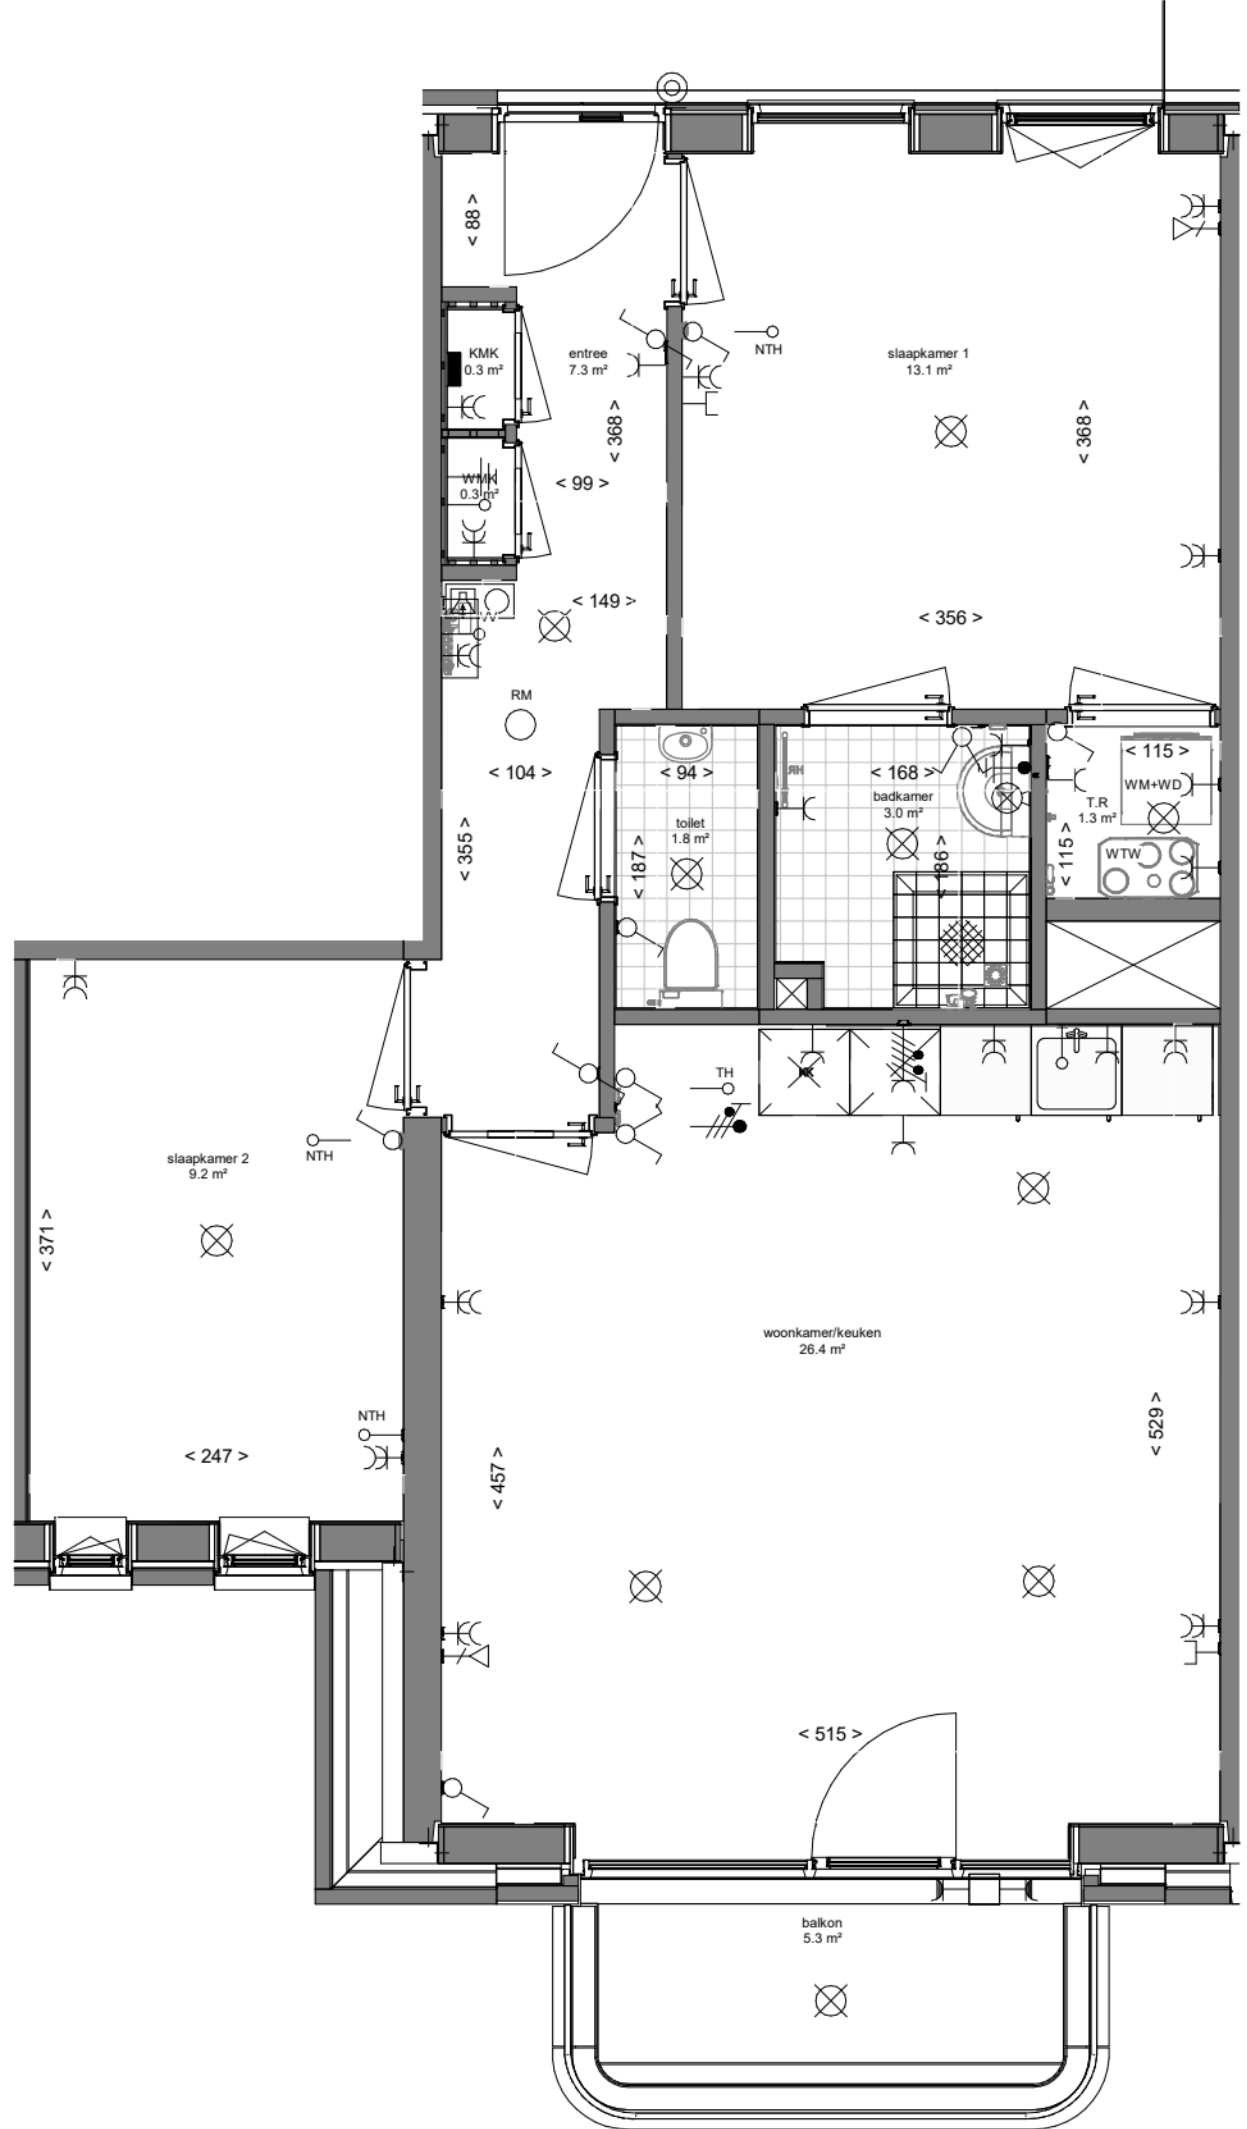 < 88 >
NTH
KMK
0.3 m²
entree
7.3 m²
slaapkamer 1
13.1 m²
< 368 >
< 368 >
WMK
0.3 m²
< 99 >
< 149 >
< 356 >
RM
< 104 >
< 94 >
< 168 >
< 115 >
HR
WM+WD
badkamer
3.0 m²
T.R
1.3 m²
toilet
1.8 m²
< 355 >
< 187 >
< 186 >
< 115 >
WTW
TH
NTH
slaapkamer 2
9.2 m²
< 371 >
woonkamer/keuken
26.4 m²
NTH
< 247 >
< 457 >
< 529 >
< 515 >
balkon
5.3 m²